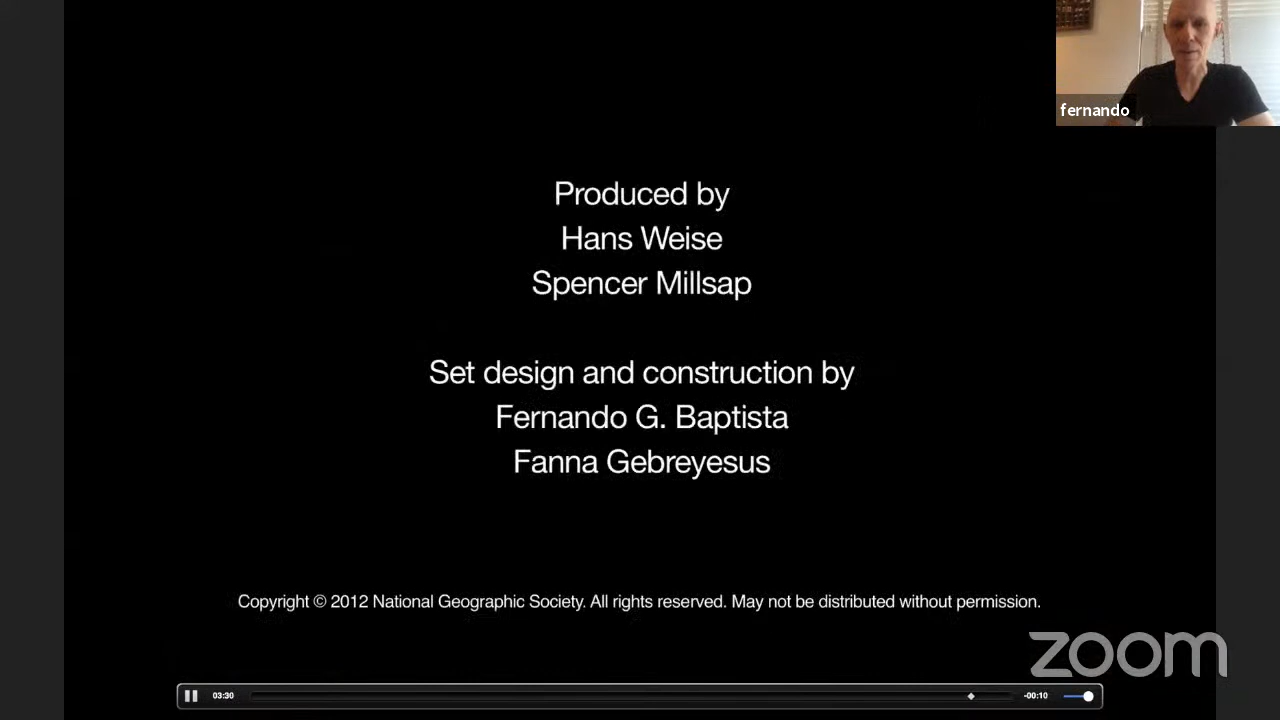 fernando
Produced by
Hans Weise
Spencer Millsap
Set design and construction by
Fernando G. Baptista
Fanna Gebreyesus
Copyright © 2012 National Geographic Society. All rights reserved. May not be distributed without permission.
zoom
03:30
-00:10